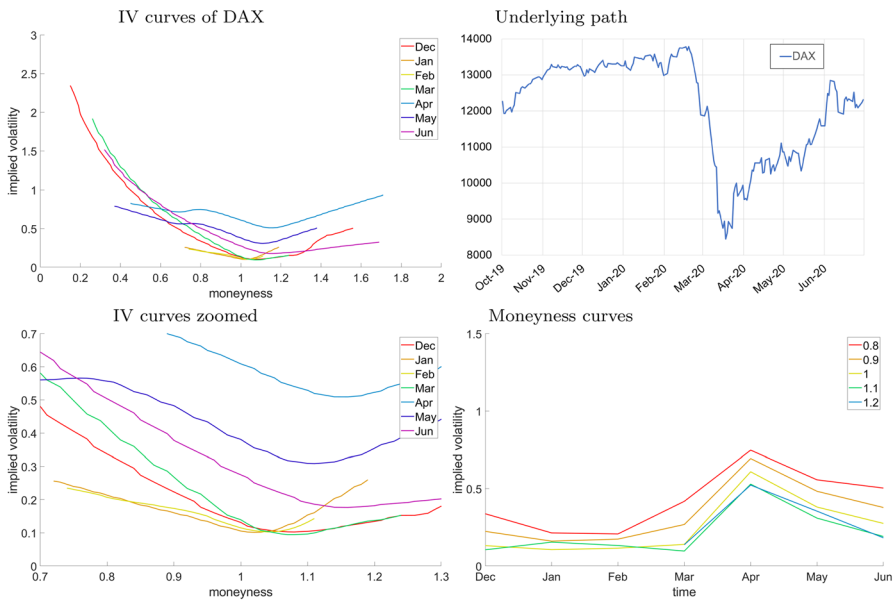 IV curves of DAX
3
2.5
2
1.5
1
0.5
0
implied volatility
0
0.2
0.4
0.6
0.8
1
1.2
1.4
1.6
1.8
2
moneyness
Dec
Jan
Feb
Mar
Apr
May
Jun
Underlying path
14000
13000
12000
11000
10000
9000
8000
DAX
Oct-19
Nov-19
Dec-19
Jan-20
Feb-20
Mar-20
Apr-20
May-20
Jun-20
IV curves zoomed
0.7
0.6
0.5
0.4
0.3
0.2
0.1
0
implied volatility
0.7
0.8
0.9
1
1.1
1.2
1.3
moneyness
Dec
Jan
Feb
Mar
Apr
May
Jun
Moneyness curves
1.5
1
0.5
0
implied volatility
Dec
Jan
Feb
Mar
Apr
May
Jun
time
0.8
0.9
1
1.1
1.2